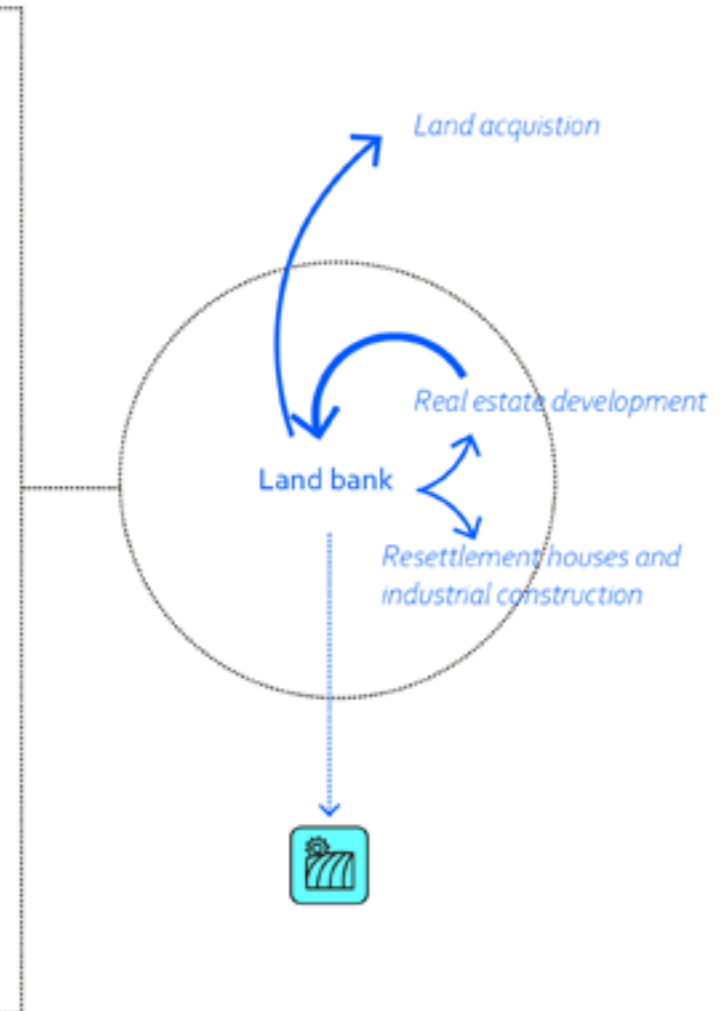 Land acquistion
Real estate development
Land bank
Resettlement houses and
industrial construction